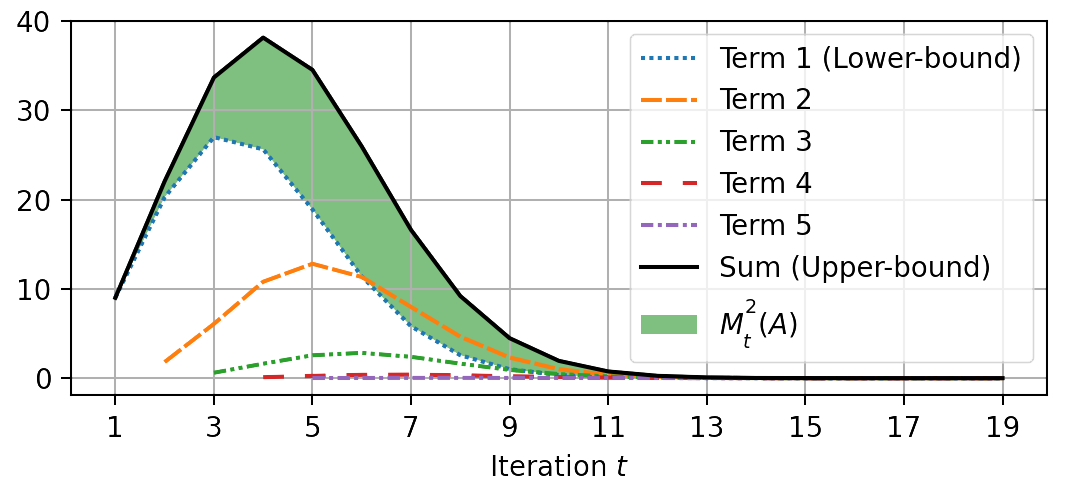 40
30
20
10
0
Term 1 (Lower-bound)
Term 2
Term 3
Term 4
Term 5
Sum (Upper-bound)
$M_t^2(A)$
1 3 5 7 9 11 13 15 17 19
Iteration t